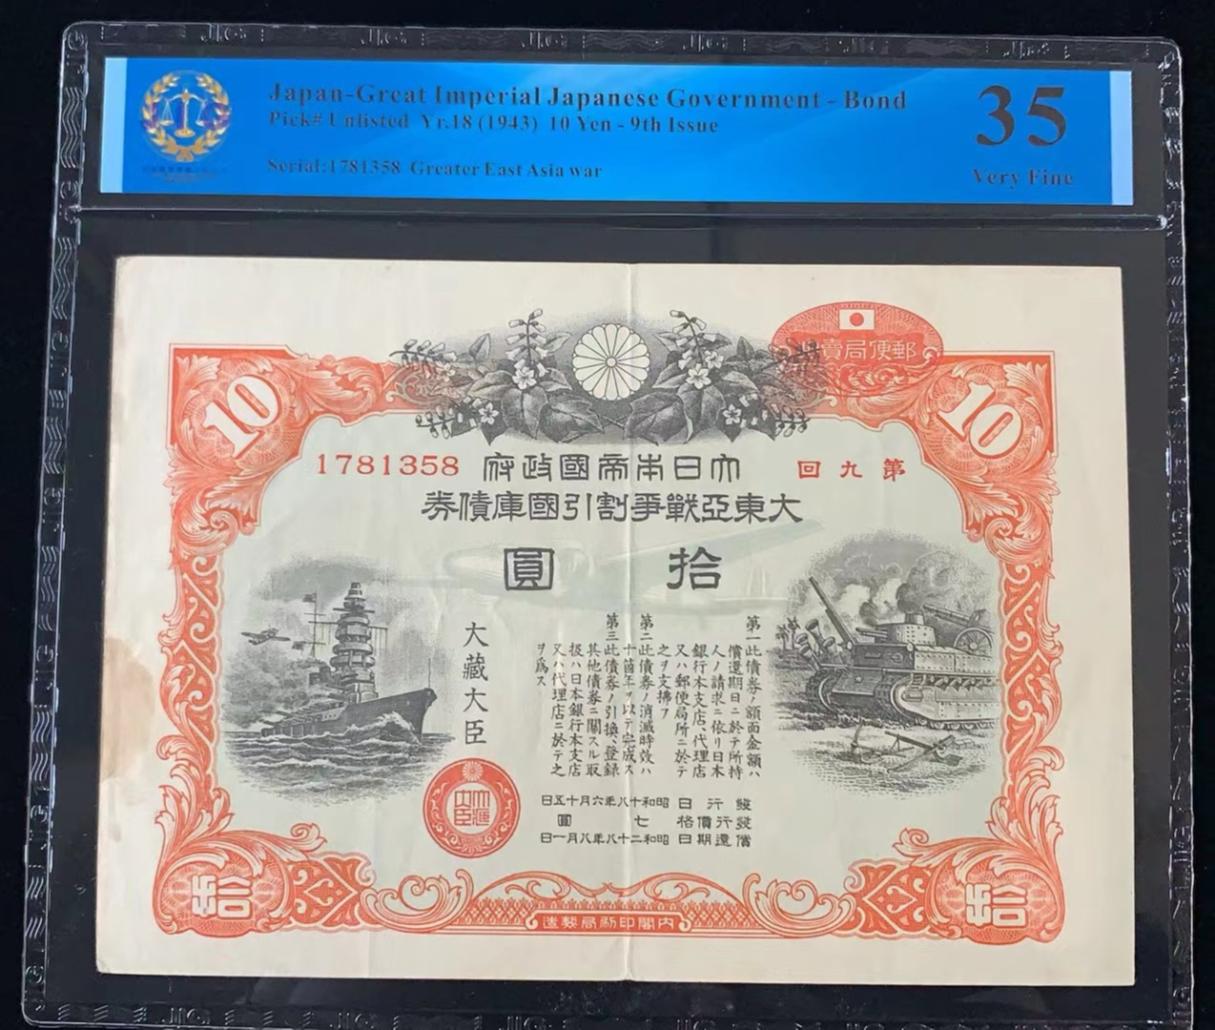 Japan-Great Imperial Japanese Government - Bond
Pick# Unlisted Yr.18 (1943) 10 Yen - 9th Issue
Serial:1781358 Greater East Asia war
35
Very Fine
郵便局賣
10
10
第九回
大日本帝國政府
1781358
大東亞戰爭割引國庫債券
拾圓
第一 此債券ノ額面金額ハ
償還期日ニ於テ所持
人ノ請求ニ依リ日本
銀行本支店、代理店
又ハ郵便局所ニ於テ
之ヲ支拂フ
第二 此債券ノ消滅時效ハ
十箇年ヲ以テ完成ス
第三 此債券ノ引換、登錄
其他債券ニ關スル取
扱ハ日本銀行本支店
又ハ代理店ニ於テ之
ヲ爲ス
大藏大臣
大藏大臣
發行日 昭和十八年六月十五日
發行價格 七圓
償還期日 昭和二十八年八月一日
拾
拾
內閣印刷局製造
JIG